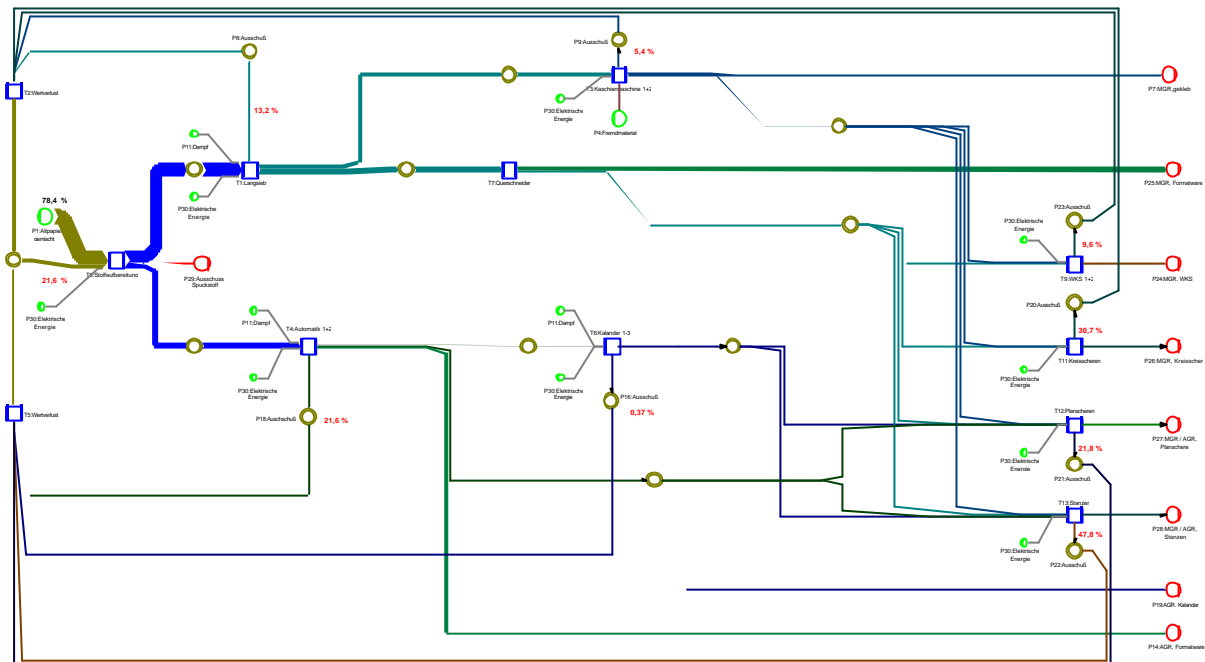 P8:Ausschuß
P9:Ausschuß
5,4 %
T3:Kaschiermaschine 1+2
P7:MGR,gekleb
T2:Wertverlust
P30:Elektrische
Energie
P4:Fremdmaterial
13,2 %
P11:Dampf
T1:Langsieb
T7:Querschneider
P25:MGR, Formatware
P30:Elektrische
Energie
78,4 %
P1:Altpapier
gemischt
P23:Ausschuß
P30:Elektrische
Energie
9,6 %
T0:Stoffaufbereitung
21,6 %
P29:Ausschuss
Spuckstoff
T9:WKS 1+2
P24:MGR. WKS
P30:Elektrische
Energie
P20:Ausschuß
P11:Dampf
T4:Automatik 1+2
P11:Dampf
T6:Kalander 1-3
30,7 %
T11:Kreisscheren
P26:MGR, Kreisscher
P30:Elektrische
Energie
P30:Elektrische
Energie
P30:Elektrische
Energie
P16:Ausschuß
0,37 %
T5:Wertverlust
P18:Auschschuß
21,6 %
T12:Planscheren
P27:MGR / AGR,
Planschere
21,8 %
P30:Elektrische
Energie
P21:Ausschuß
T13:Stanzer
P28:MGR / AGR,
Stanzen
47,8 %
P30:Elektrische
Energie
P22:Ausschuß
P19:AGR. Kalander
P14:AGR, Formatware